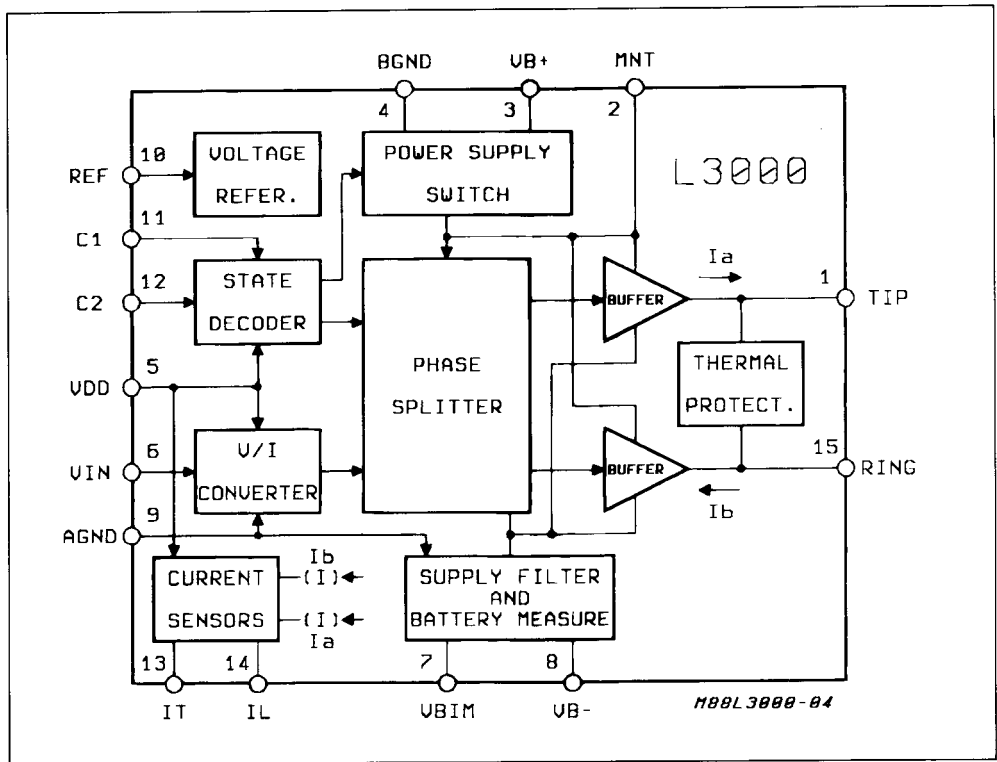 BGND
VB+
MNT
4
3
2
10
REF
VOLTAGE
REFER.
POWER SUPPLY
SWITCH
L3000
11
C1
12
C2
STATE
DECODER
5
VDD
PHASE
SPLITTER
BUFFER
Ia
1
TIP
THERMAL
PROTECT.
6
VIN
V/I
CONVERTER
BUFFER
15
RING
Ib
9
AGND
CURRENT
SENSORS
Ib
(I)
(I)
Ia
SUPPLY FILTER
AND
BATTERY MEASURE
13
14
7
8
IT
IL
VBIM
VB-
M88L3000-04